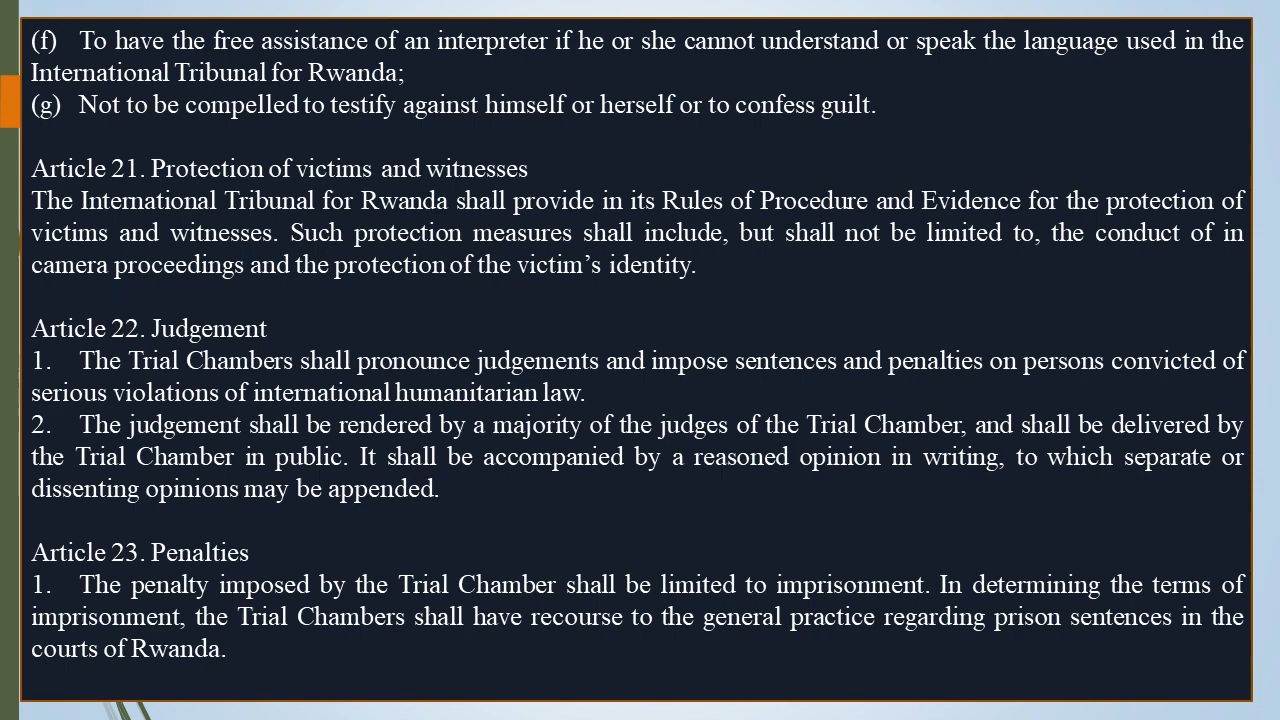 (f) To have the free assistance of an interpreter if he or she cannot understand or speak the language used in the
International Tribunal for Rwanda;
(g) Not to be compelled to testify against himself or herself or to confess guilt.
Article 21. Protection of victims and witnesses
The International Tribunal for Rwanda shall provide in its Rules of Procedure and Evidence for the protection of
victims and witnesses. Such protection measures shall include, but shall not be limited to, the conduct of in
camera proceedings and the protection of the victim’s identity.
Article 22. Judgement
1. The Trial Chambers shall pronounce judgements and impose sentences and penalties on persons convicted of
serious violations of international humanitarian law.
2. The judgement shall be rendered by a majority of the judges of the Trial Chamber, and shall be delivered by
the Trial Chamber in public. It shall be accompanied by a reasoned opinion in writing, to which separate or
dissenting opinions may be appended.
Article 23. Penalties
1. The penalty imposed by the Trial Chamber shall be limited to imprisonment. In determining the terms of
imprisonment, the Trial Chambers shall have recourse to the general practice regarding prison sentences in the
courts of Rwanda.